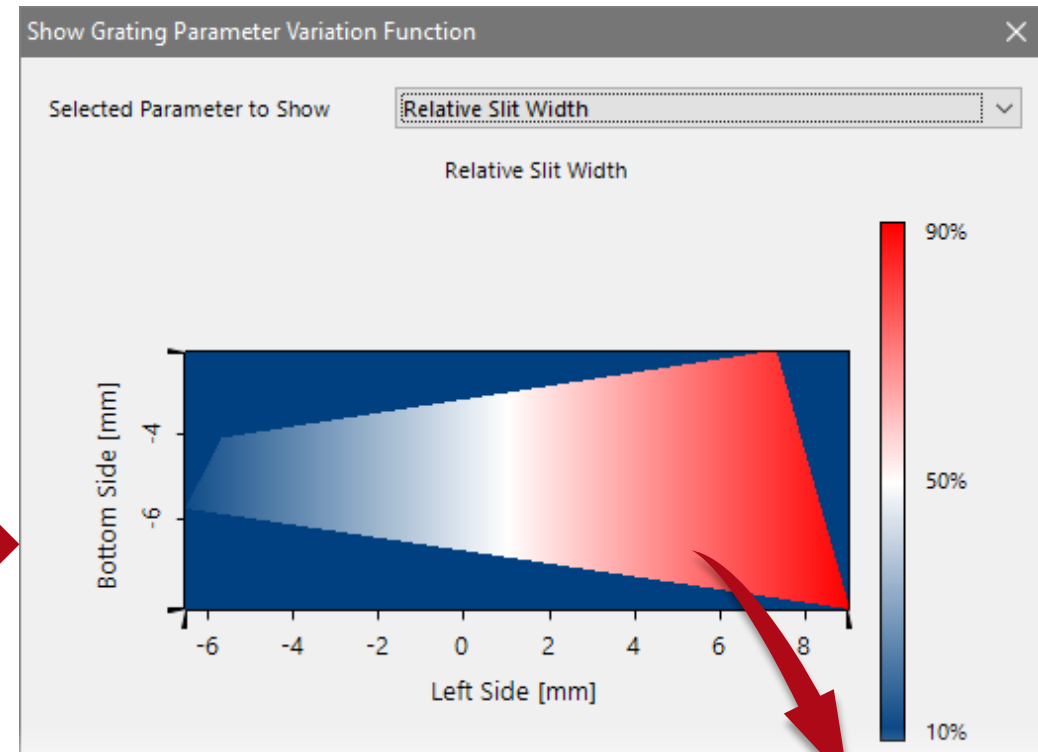 Show Grating Parameter Variation Function
Selected Parameter to Show
Relative Slit Width
Relative Slit Width
90%
50%
10%
Bottom Side [mm]
-4
-6
-6 -4 -2 0 2 4 6 8
Left Side [mm]